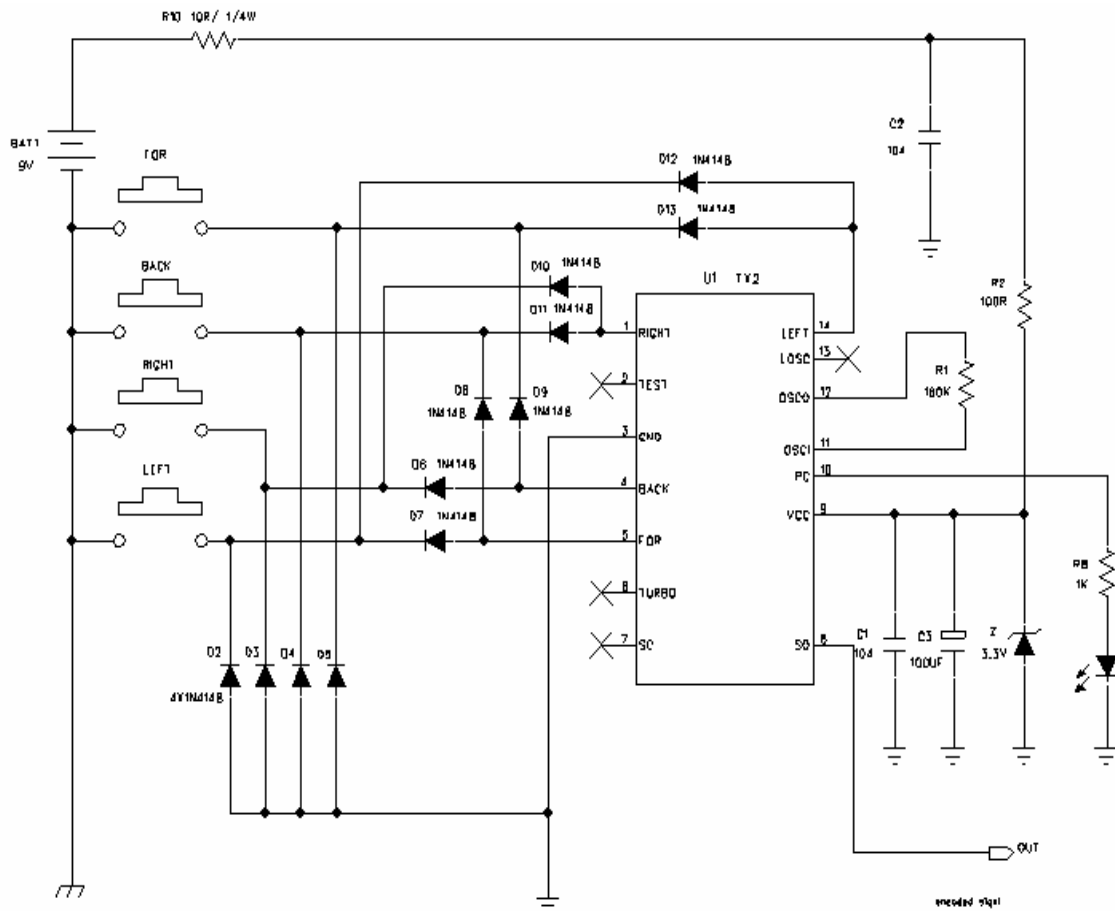 R10 10R/ 1/4W
BAT1
9V
FOR
BACK
RIGHT
LEFT
D12 1N4148
D13 1N4148
C2
104
D10 1N4148
D11 1N4148
U1 TX2
R2
100R
1 RIGHT
2 TEST
3 GND
4 BACK
5 FOR
6 TURBO
7 SC
LEFT 14
LOSC 13
OSCO 12
OSCI 11
PC 10
VCC 9
SO 8
R1
180K
D8
1N4148
D9
1N4148
D6 1N4148
D7 1N4148
D2 D3 D4 D5
4X1N4148
C1
104
C3
100UF
Z
3.3V
R8
1K
OUT